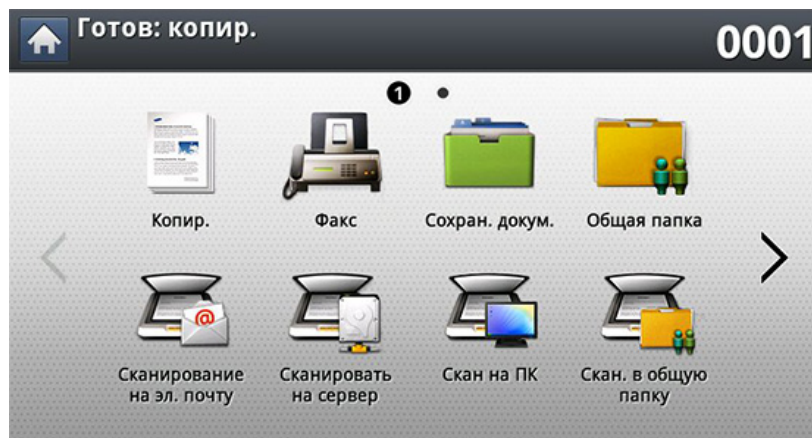 Готов: копир.
0001
1
Копир.
Факс
Сохран. докум.
Общая папка
@
Сканирование
на эл. почту
Сканировать
на сервер
Скан на ПК
Скан. в общую
папку